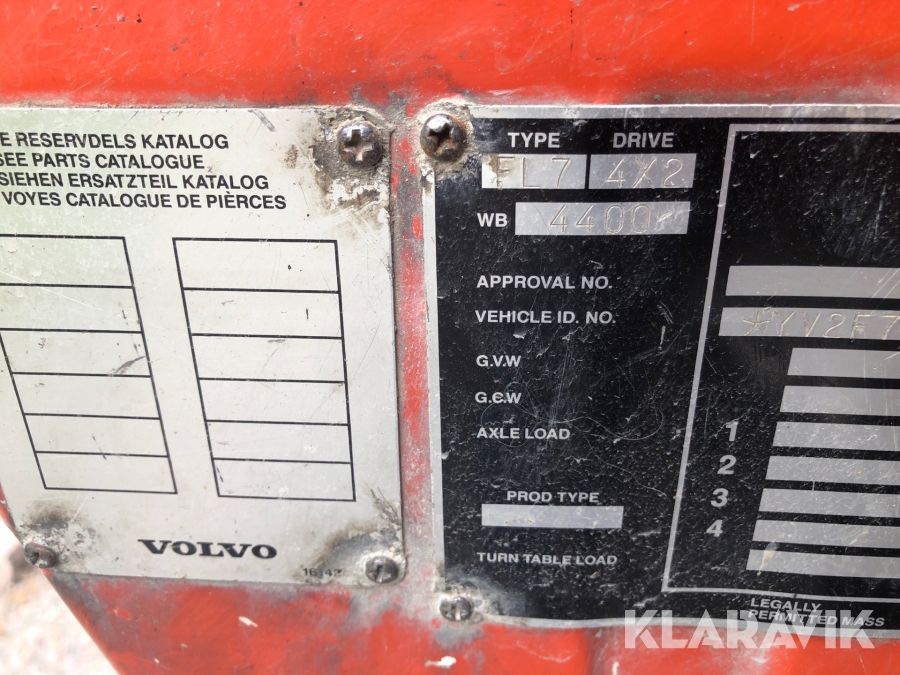 E RESERVDELS KATALOG
SEE PARTS CATALOGUE
SIEHEN ERSATZTEIL KATALOG
VOYES CATALOGUE DE PIÈRCES
VOLVO
TYPE DRIVE
FL7 4X2
WB 4400
APPROVAL NO.
VEHICLE ID. NO. *YV2F7
G.V.W
G.C.W
AXLE LOAD
1
2
3
4
PROD TYPE
TURN TABLE LOAD
LEGALLY
PERMITTED MASS
KLARAVIK